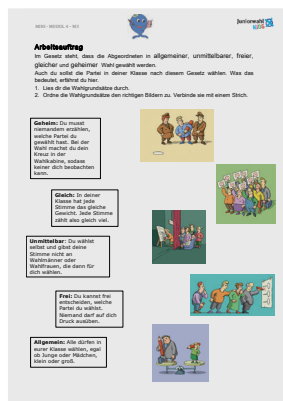 Juniorwahl
KIDS
Arbeitsauftrag
Im Gesetz steht, dass die Abgeordneten in allgemeiner, unmittelbarer, freier,
gleicher und geheimer Wahl gewählt werden.
Auch du sollst die Partei in deiner Klasse nach diesem Gesetz wählen. Was das
bedeutet, erfährst du hier.
1. Lies dir die Wahlgrundsätze durch.
2. Ordne die Wahlgrundsätze den richtigen Bildern zu. Verbinde sie mit einem Strich.
Geheim: Du musst
niemandem erzählen,
welche Partei du
gewählt hast. Bei der
Wahl machst du dein
Kreuz in der
Wahlkabine, sodass
keiner dich beobachten
kann.
Gleich: In deiner
Klasse hat jede
Stimme das gleiche
Gewicht. Jede Stimme
zählt also gleich viel.
Unmittelbar: Du wählst
selbst und gibst deine
Stimme nicht an
Wahlmänner oder
Wahlfrauen, die dann für
dich wählen.
Frei: Du kannst frei
entscheiden, welche
Partei du wählst.
Niemand darf auf dich
Druck ausüben.
Allgemein: Alle dürfen in
eurer Klasse wählen, egal
ob Junge oder Mädchen,
klein oder groß.